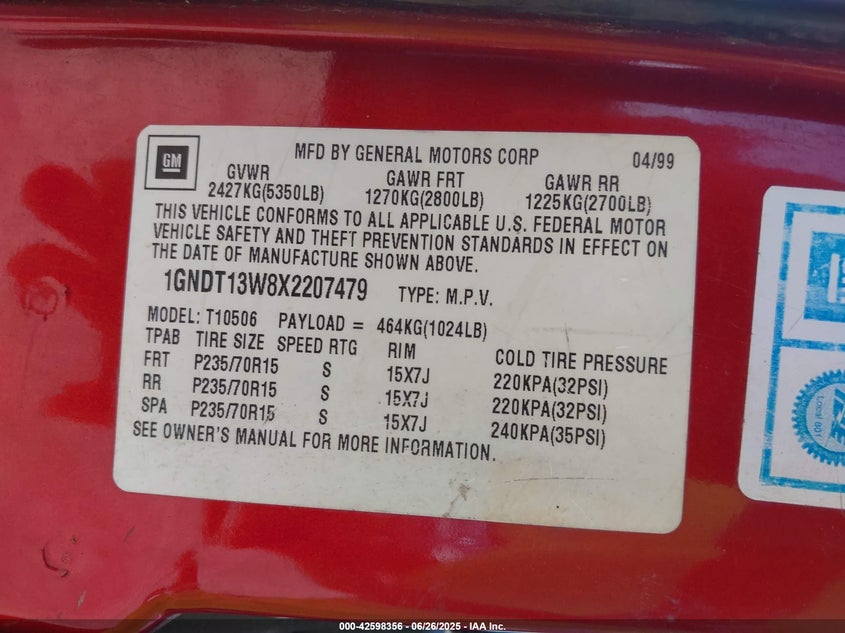 GM
MFD BY GENERAL MOTORS CORP 04/99
GVWR GAWR FRT GAWR RR
2427KG(5350LB) 1270KG(2800LB) 1225KG(2700LB)
THIS VEHICLE CONFORMS TO ALL APPLICABLE U.S. FEDERAL MOTOR
VEHICLE SAFETY AND THEFT PREVENTION STANDARDS IN EFFECT ON
THE DATE OF MANUFACTURE SHOWN ABOVE.
1GNDT13W8X2207479 TYPE: M.P.V.
MODEL: T10506 PAYLOAD = 464KG(1024LB)
TPAB TIRE SIZE SPEED RTG RIM COLD TIRE PRESSURE
FRT P235/70R15 S 15X7J 220KPA(32PSI)
RR P235/70R15 S 15X7J 220KPA(32PSI)
SPA P235/70R15 S 15X7J 240KPA(35PSI)
SEE OWNER'S MANUAL FOR MORE INFORMATION.
Local 801
000-42598356 | 06/26/2025 - IAA Inc.